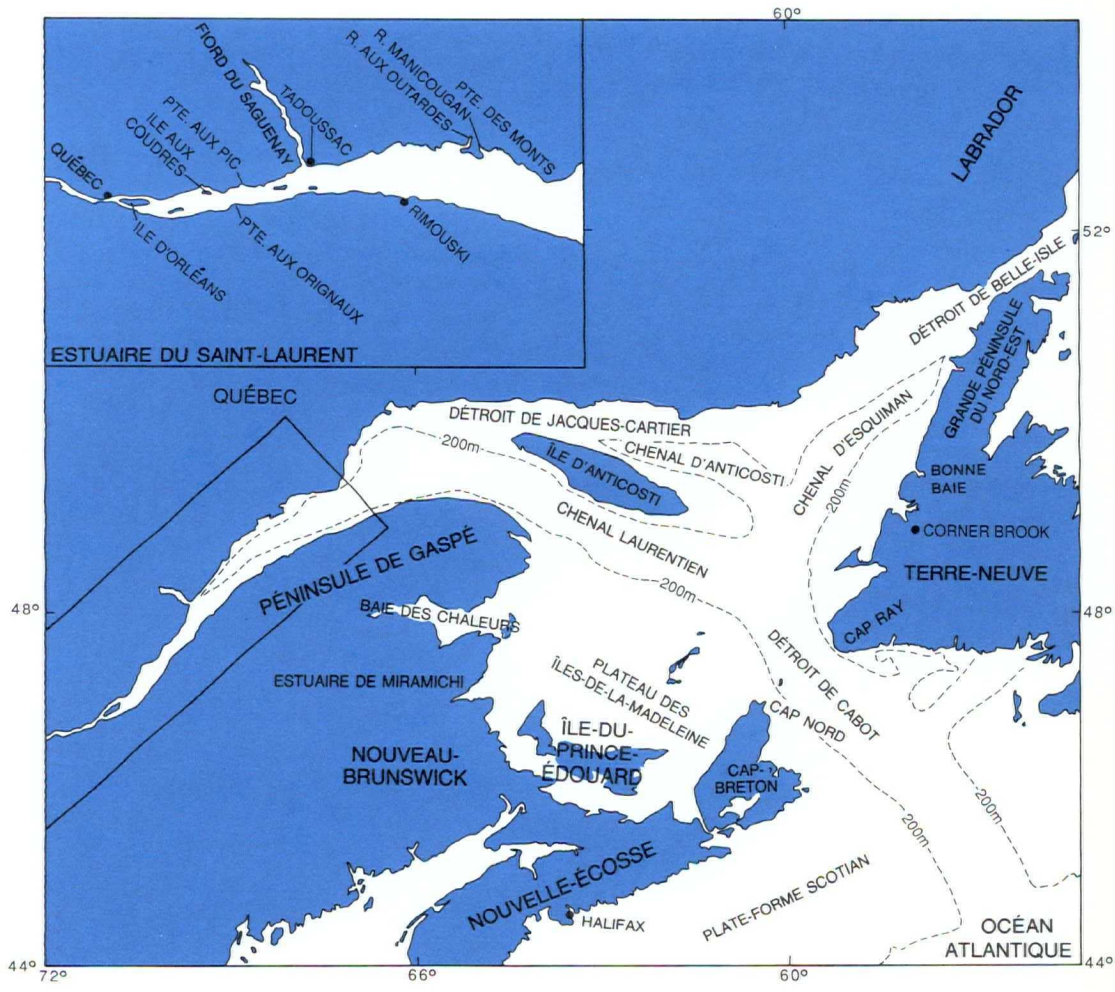 60°
FIORD DU SAGUENAY
TADOUSSAC
R. MANICOUGAN
R. AUX OUTARDES
PTE. DES MONTS
PTE. AUX PIC
ILE AUX
COUDRES
QUÉBEC
ILE D'ORLÉANS
PTE. AUX ORIGNAUX
RIMOUSKI
ESTUAIRE DU SAINT-LAURENT
LABRADOR
52°
DÉTROIT DE BELLE-ISLE
GRANDE PÉNINSULE
DU NORD-EST
QUÉBEC
DÉTROIT DE JACQUES-CARTIER
200m
CHENAL D'ANTICOSTI
ÎLE D'ANTICOSTI
CHENAL D'ESQUIMAN
200m
BONNE
BAIE
CHENAL LAURENTIEN
CORNER BROOK
PÉNINSULE DE GASPÉ
TERRE-NEUVE
200m
48°
48°
BAIE DES CHALEURS
CAP RAY
DÉTROIT DE CABOT
ESTUAIRE DE MIRAMICHI
PLATEAU DES
ÎLES-DE-LA-MADELEINE
CAP NORD
ÎLE-DU-
PRINCE-
ÉDOUARD
NOUVEAU-
BRUNSWICK
CAP-
BRETON
200m
200m
NOUVELLE-ÉCOSSE
HALIFAX
PLATE-FORME SCOTIAN
OCÉAN
ATLANTIQUE
44°
44°
72°
66°
60°